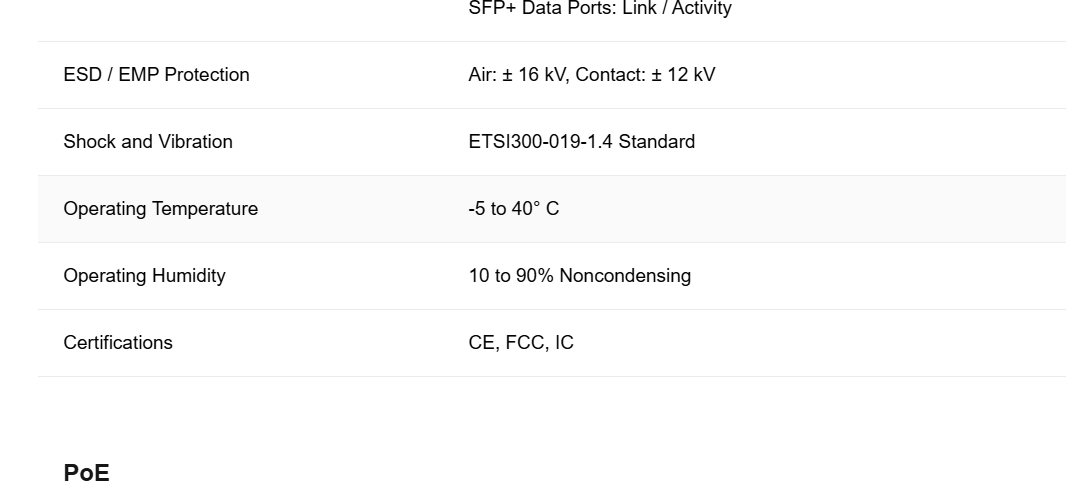 SFP+ Data Ports: Link / Activity
ESD / EMP Protection Air: ± 16 kV, Contact: ± 12 kV
Shock and Vibration ETSI300-019-1.4 Standard
Operating Temperature -5 to 40° C
Operating Humidity 10 to 90% Noncondensing
Certifications CE, FCC, IC
PoE